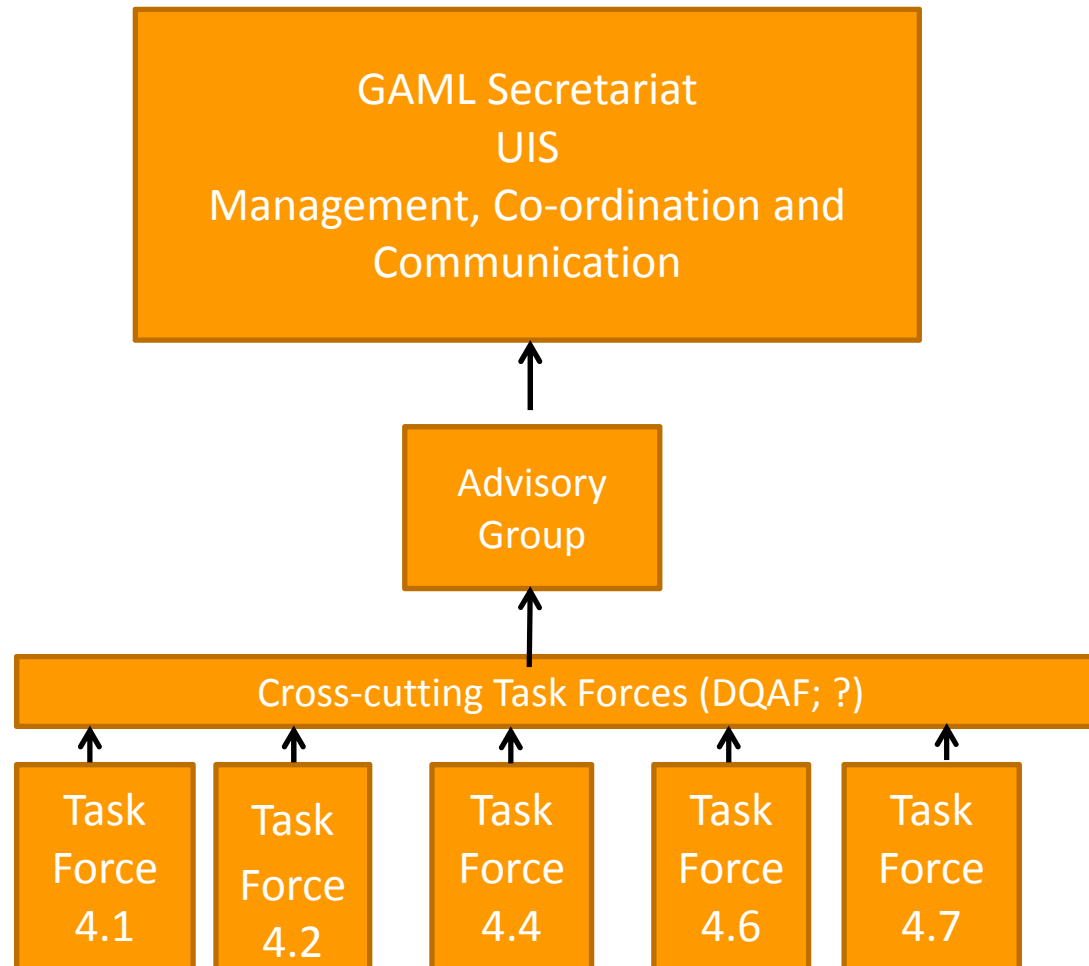 GAML Secretariat
UIS
Management, Co-ordination and
Communication
Advisory
Group
Cross-cutting Task Forces (DQAF; ?)
Task
Force
4.1
Task
Force
4.2
Task
Force
4.4
Task
Force
4.6
Task
Force
4.7